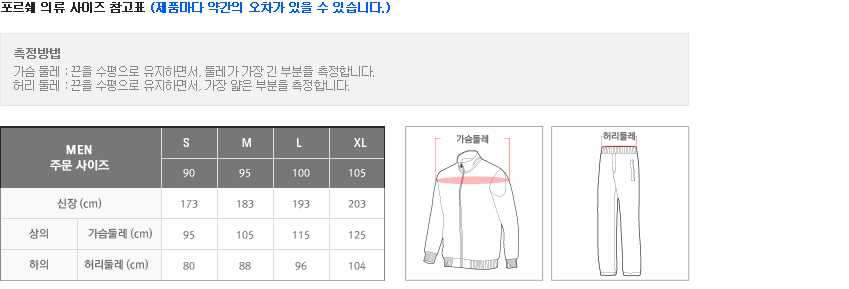 포르쉐 의류 사이즈 참고표 (제품마다 약간의 오차가 있을 수 있습니다.)
측정방법
가슴 둘레 : 끈을 수평으로 유지하면서, 둘레가 가장 긴 부분을 측정합니다.
허리 둘레 : 끈을 수평으로 유지하면서, 가장 얇은 부분을 측정합니다.
MEN
주문 사이즈
S M L XL
90 95 100 105
신장 (cm) 173 183 193 203
상의 가슴둘레 (cm) 95 105 115 125
하의 허리둘레 (cm) 80 88 96 104
가슴둘레
허리둘레